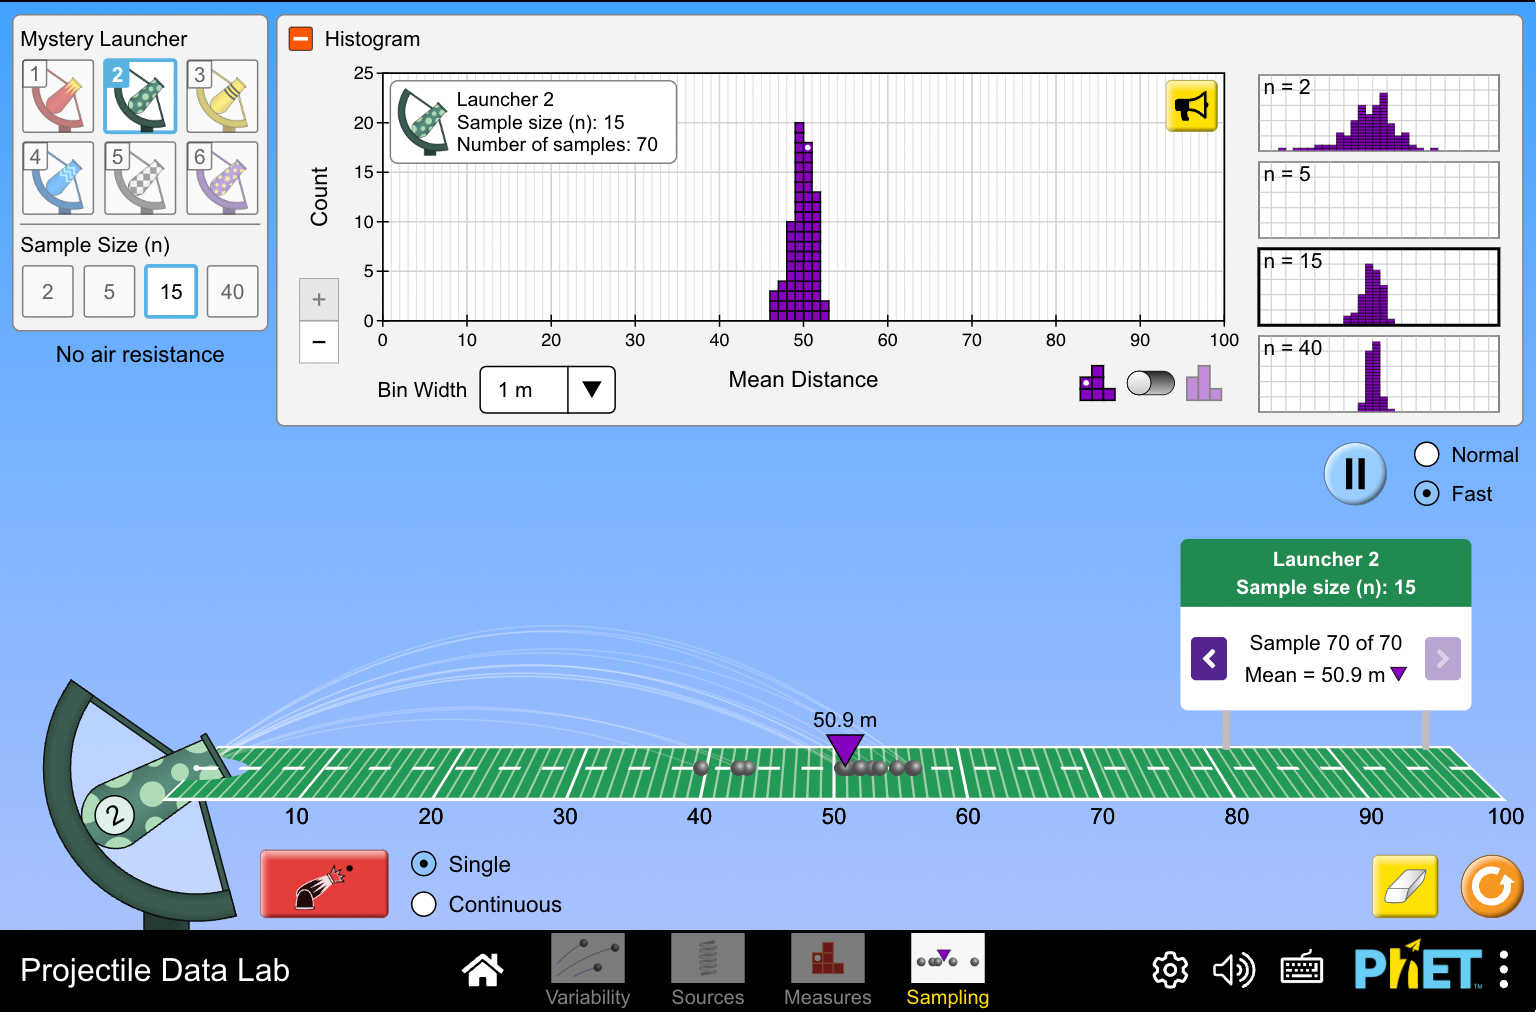 Mystery Launcher
1
2
3
4
5
6
Sample Size (n)
2
5
15
40
No air resistance
Histogram
Launcher 2
Sample size (n): 15
Number of samples: 70
Count
25
20
15
10
5
0
0 10 20 30 40 50 60 70 80 90 100
Mean Distance
+
−
Bin Width
1 m
n = 2
n = 5
n = 15
n = 40
Normal
Fast
Launcher 2
Sample size (n): 15
Sample 70 of 70
Mean = 50.9 m
50.9 m
2
10 20 30 40 50 60 70 80 90 100
Single
Continuous
Projectile Data Lab
Variability
Sources
Measures
Sampling
PhET™